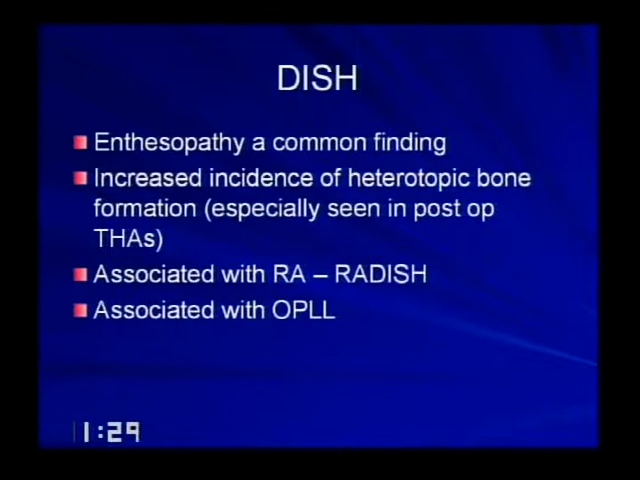 DISH
Enthesopathy a common finding
Increased incidence of heterotopic bone
formation (especially seen in post op
THAs)
Associated with RA – RADISH
Associated with OPLL
1:29